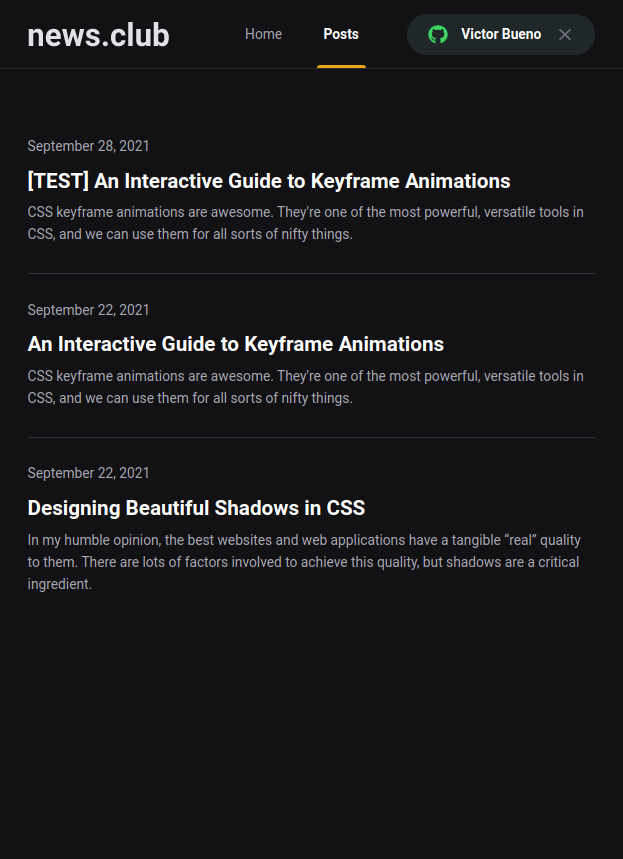 news.club
Home
Posts
Victor Bueno
September 28, 2021
[TEST] An Interactive Guide to Keyframe Animations
CSS keyframe animations are awesome. They're one of the most powerful, versatile tools in
CSS, and we can use them for all sorts of nifty things.
September 22, 2021
An Interactive Guide to Keyframe Animations
CSS keyframe animations are awesome. They're one of the most powerful, versatile tools in
CSS, and we can use them for all sorts of nifty things.
September 22, 2021
Designing Beautiful Shadows in CSS
In my humble opinion, the best websites and web applications have a tangible “real” quality
to them. There are lots of factors involved to achieve this quality, but shadows are a critical
ingredient.